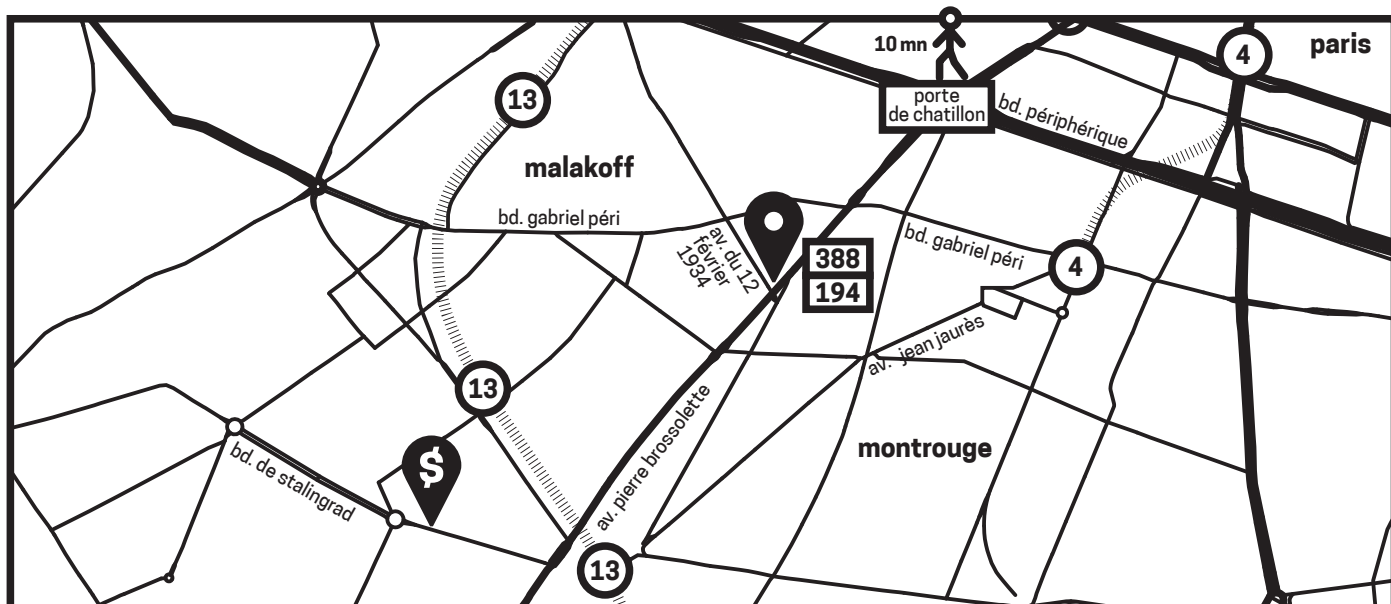 paris
10 mn
4
porte
de chatillon
bd. périphérique
13
malakoff
bd. gabriel péri
av. du 12
février
1934
388
194
bd. gabriel péri
4
av. jean jaurès
13
av. pierre brossolette
montrouge
bd. de stalingrad
$
13